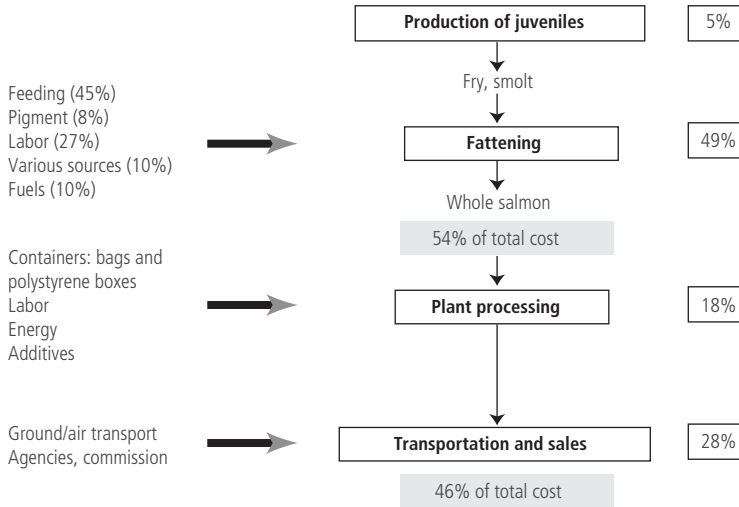 Production of juveniles
5%
Fry, smolt
Feeding (45%)
Pigment (8%)
Labor (27%)
Various sources (10%)
Fuels (10%)
Fattening
49%
Whole salmon
54% of total cost
Containers: bags and
polystyrene boxes
Labor
Energy
Additives
Plant processing
18%
Ground/air transport
Agencies, commission
Transportation and sales
28%
46% of total cost